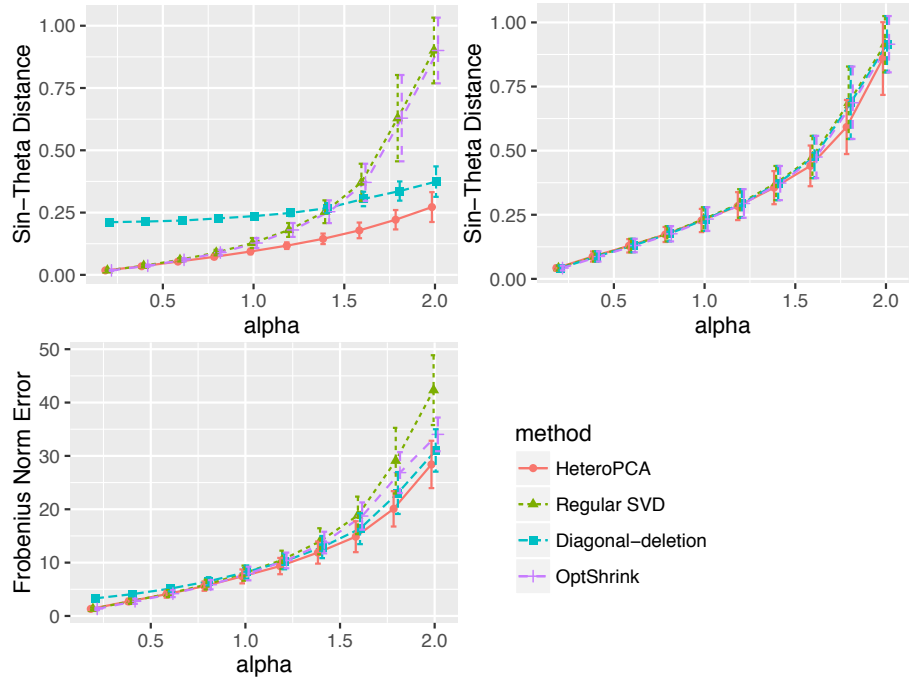 Sin−Theta Distance
1.00
0.75
0.50
0.25
0.00
0.5
1.0
1.5
2.0
alpha
Sin−Theta Distance
1.00
0.75
0.50
0.25
0.00
0.5
1.0
1.5
2.0
alpha
Frobenius Norm Error
50
40
30
20
10
0
0.5
1.0
1.5
2.0
alpha
method
HeteroPCA
Regular SVD
Diagonal−deletion
OptShrink